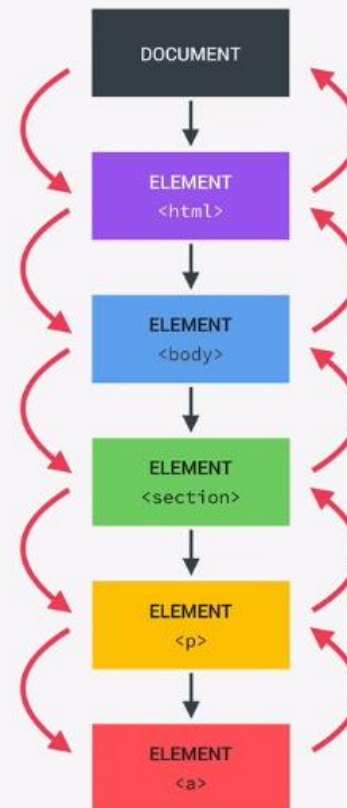 DOCUMENT
ELEMENT
<html>
ELEMENT
<body>
ELEMENT
<section>
ELEMENT
<p>
ELEMENT
<a>